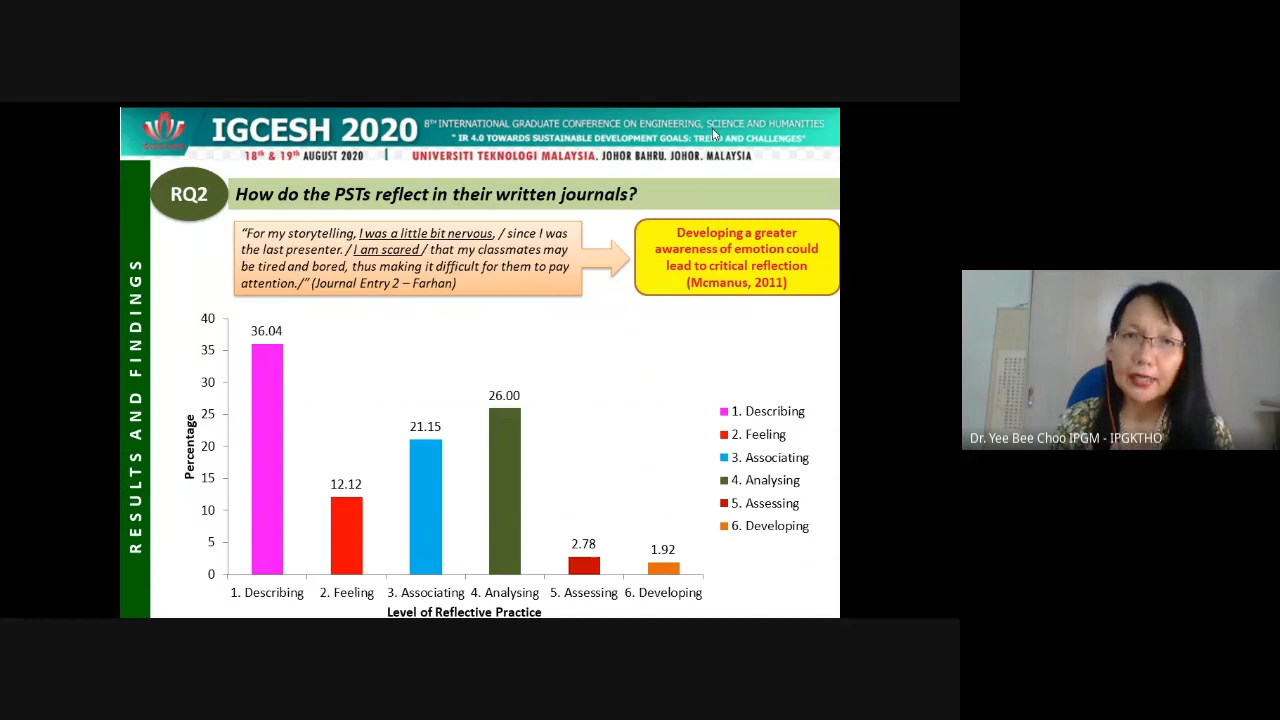 IGCESH 2020
8TH INTERNATIONAL GRADUATE CONFERENCE ON ENGINEERING, SCIENCE AND HUMANITIES
" IR 4.0 TOWARDS SUSTAINABLE DEVELOPMENT GOALS: TREND AND CHALLENGES"
18th & 19th AUGUST 2020 | UNIVERSITI TEKNOLOGI MALAYSIA, JOHOR BAHRU, JOHOR, MALAYSIA
RESULTS AND FINDINGS
RQ2
How do the PSTs reflect in their written journals?
"For my storytelling, I was a little bit nervous, / since I was
the last presenter. / I am scared / that my classmates may
be tired and bored, thus making it difficult for them to pay
attention./" (Journal Entry 2 – Farhan)
Developing a greater
awareness of emotion could
lead to critical reflection
(Mcmanus, 2011)
Percentage
40
35
30
25
20
15
10
5
0
36.04
12.12
21.15
26.00
2.78
1.92
1. Describing 2. Feeling 3. Associating 4. Analysing 5. Assessing 6. Developing
Level of Reflective Practice
1. Describing
2. Feeling
3. Associating
4. Analysing
5. Assessing
6. Developing
Dr. Yee Bee Choo IPGM - IPGKTHO